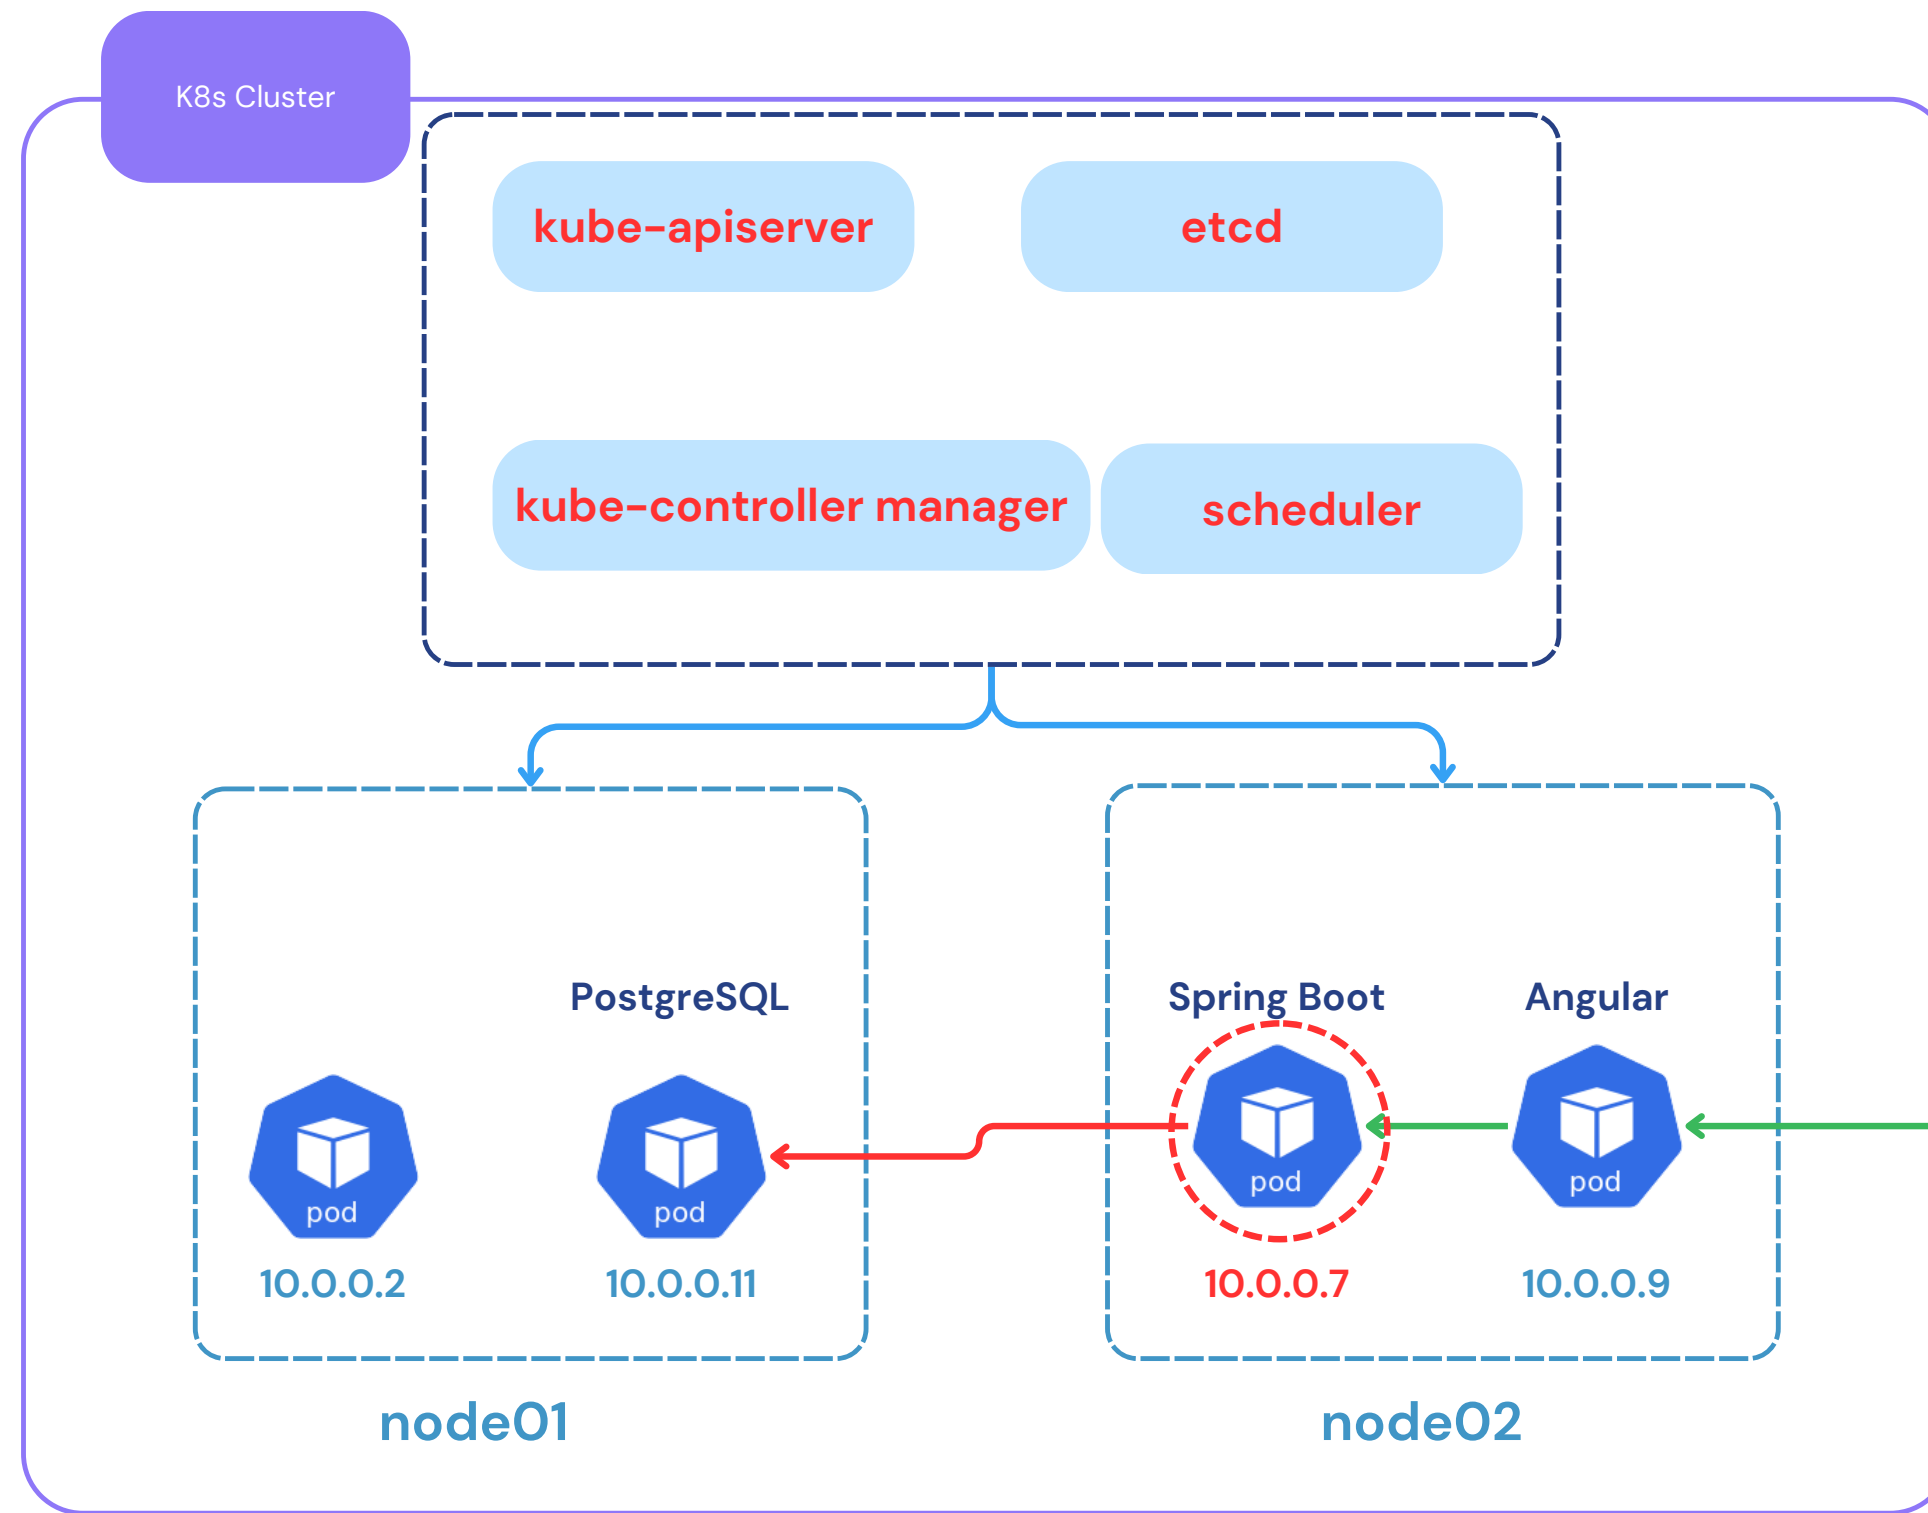 K8s Cluster
kube-apiserver
etcd
kube-controller manager
scheduler
PostgreSQL
Spring Boot
Angular
pod
pod
pod
pod
10.0.0.2
10.0.0.11
10.0.0.7
10.0.0.9
node01
node02